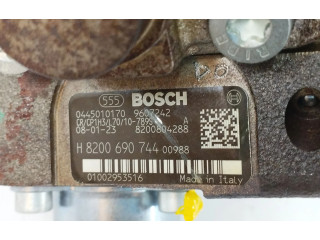 555 BOSCH
0445010170 9607242
CR/CP1H3/L70/10-789S A
08-01-23 8200804288
H 8200 690 744 00988
01002953516 Made in Italy